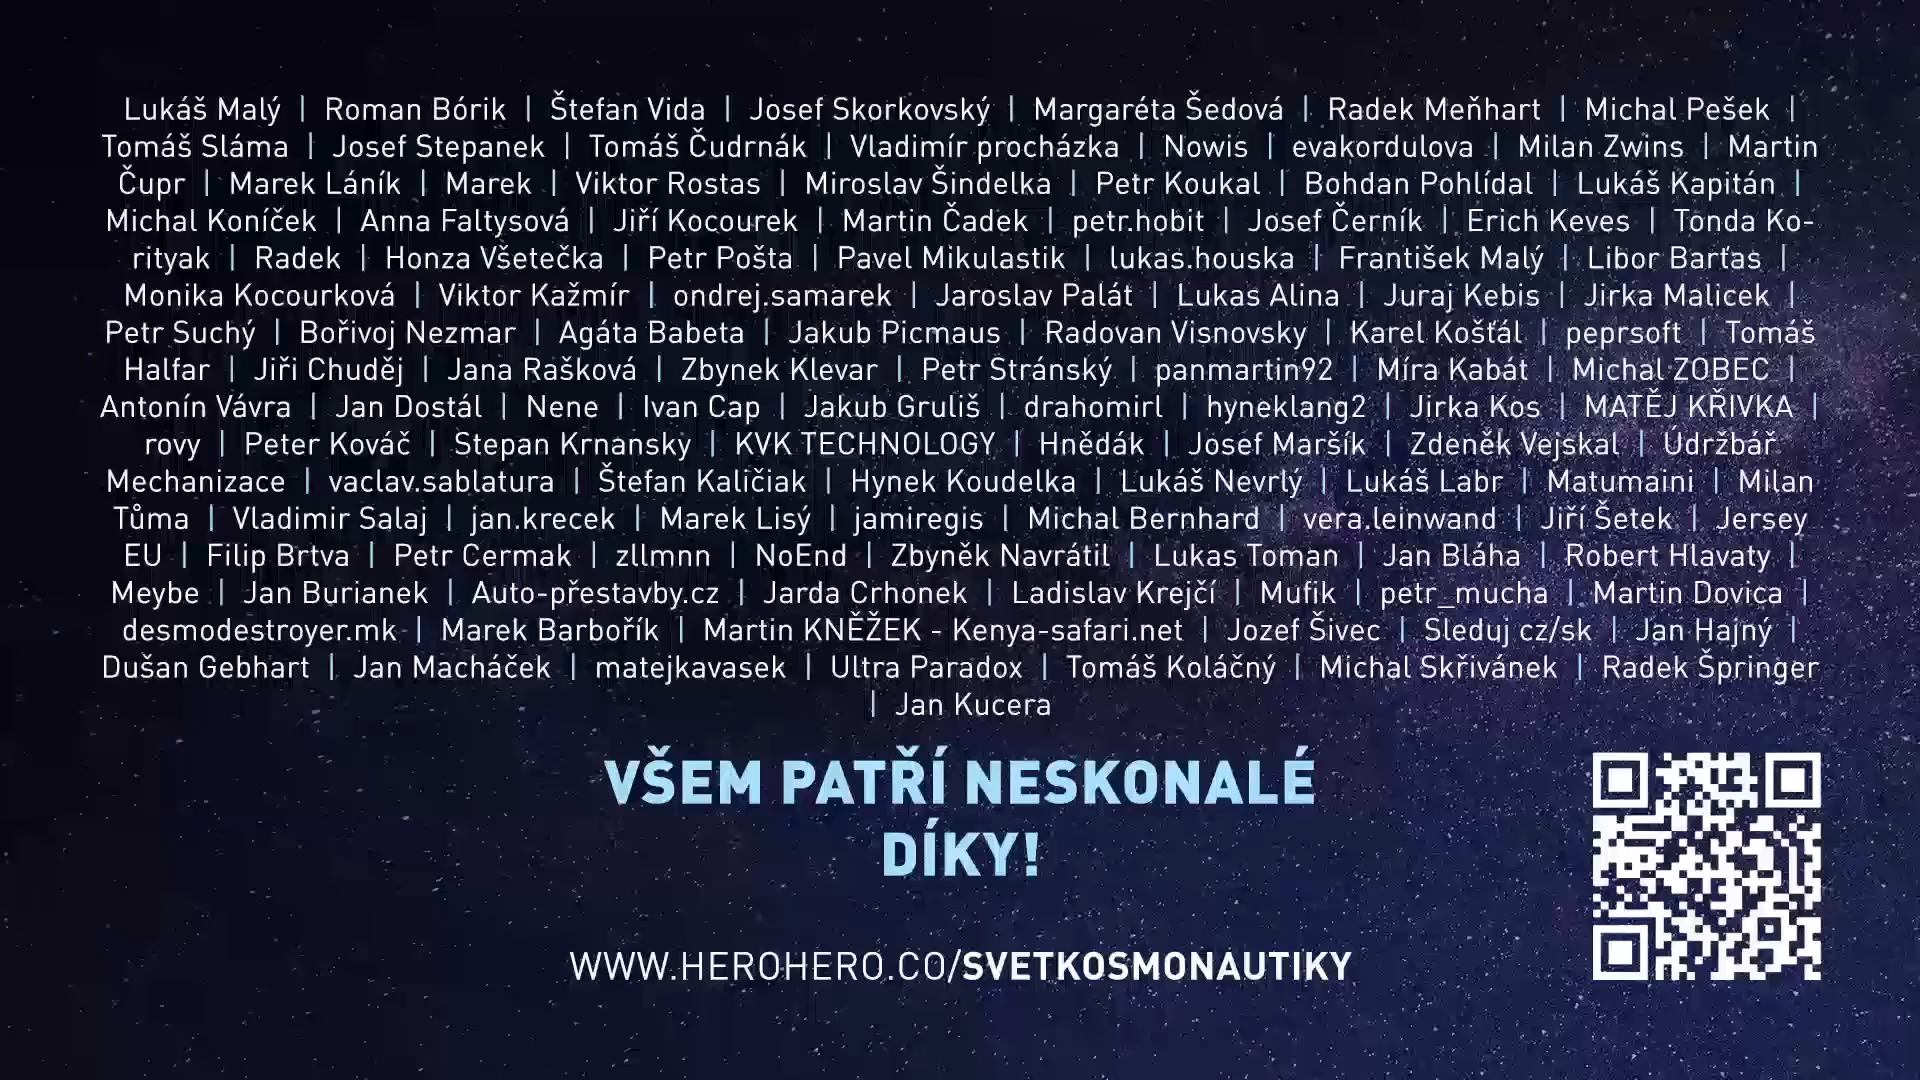 Lukáš Malý | Roman Bórik | Štefan Vida | Josef Skorkovský | Margaréta Šedová | Radek Meňhart | Michal Pešek |
Tomáš Sláma | Josef Stepanek | Tomáš Čudrnák | Vladimír procházka | Nowis | evakordulova | Milan Zwins | Martin
Čupr | Marek Láník | Marek | Viktor Rostas | Miroslav Šindelka | Petr Koukal | Bohdan Pohlídal | Lukáš Kapitán |
Michal Koníček | Anna Faltysová | Jiří Kocourek | Martin Čadek | petr.hobit | Josef Černík | Erich Keves | Tonda Ko-
rityak | Radek | Honza Všetečka | Petr Pošta | Pavel Mikulastik | lukas.houska | František Malý | Libor Barťas |
Monika Kocourková | Viktor Kažmír | ondrej.samarek | Jaroslav Palát | Lukas Alina | Juraj Kebis | Jirka Malicek |
Petr Suchý | Bořivoj Nezmar | Agáta Babeta | Jakub Picmaus | Radovan Visnovsky | Karel Košťál | peprsoft | Tomáš
Halfar | Jiři Chuděj | Jana Rašková | Zbynek Klevar | Petr Stránský | panmartin92 | Míra Kabát | Michal ZOBEC |
Antonín Vávra | Jan Dostál | Nene | Ivan Cap | Jakub Gruliš | drahomirl | hyneklang2 | Jirka Kos | MATĚJ KŘIVKA |
rovy | Peter Kováč | Stepan Krnansky | KVK TECHNOLOGY | Hnědák | Josef Maršík | Zdeněk Vejskal | Údržbář
Mechanizace | vaclav.sablatura | Štefan Kaličiak | Hynek Koudelka | Lukáš Nevrlý | Lukáš Labr | Matumaini | Milan
Tůma | Vladimir Salaj | jan.krecek | Marek Lisý | jamiregis | Michal Bernhard | vera.leinwand | Jiří Šetek | Jersey
EU | Filip Brtva | Petr Cermak | zllmnn | NoEnd | Zbyněk Navrátil | Lukas Toman | Jan Bláha | Robert Hlavaty |
Meybe | Jan Burianek | Auto-přestavby.cz | Jarda Crhonek | Ladislav Krejčí | Mufik | petr_mucha | Martin Dovica |
desmodestroyer.mk | Marek Barbořík | Martin KNĚŽEK - Kenya-safari.net | Jozef Šivec | Sleduj cz/sk | Jan Hajný |
Dušan Gebhart | Jan Macháček | matejkavasek | Ultra Paradox | Tomáš Koláčný | Michal Skřivánek | Radek Špringer
| Jan Kucera
VŠEM PATŘÍ NESKONALÉ
DÍKY!
WWW.HEROHERO.CO/SVETKOSMONAUTIKY